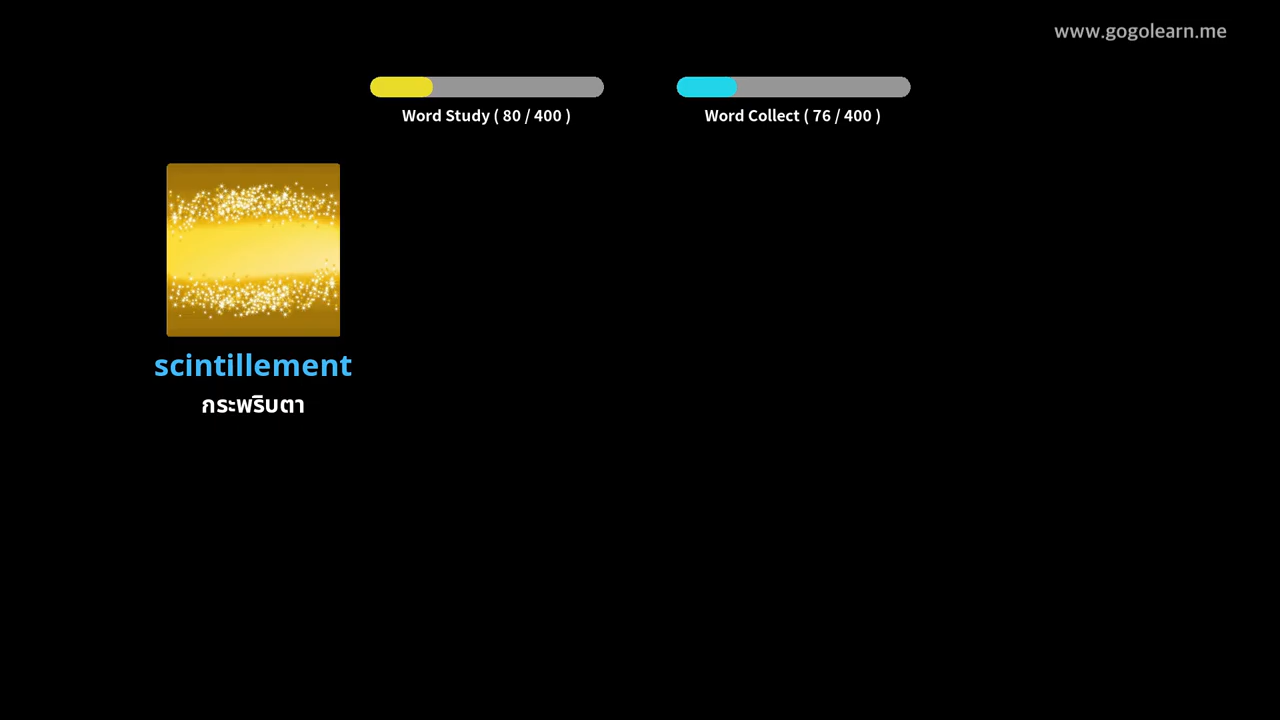 www.gogolearn.me
Word Study ( 80 / 400 )
Word Collect ( 76 / 400 )
scintillement
กระพริบตา